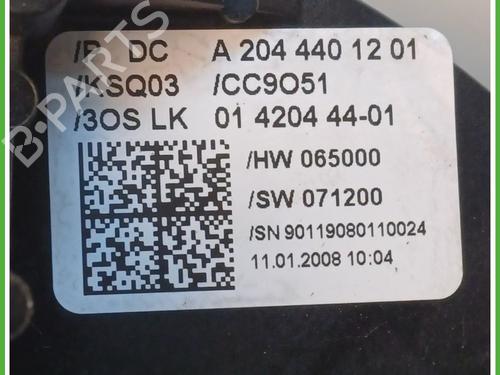 /R DC A 204 440 12 01
/KSQ03 /CC9O51
/3OS LK 01 4204 44-01
/HW 065000
/SW 071200
/SN 90119080110024
11.01.2008 10:04
B-PARTS